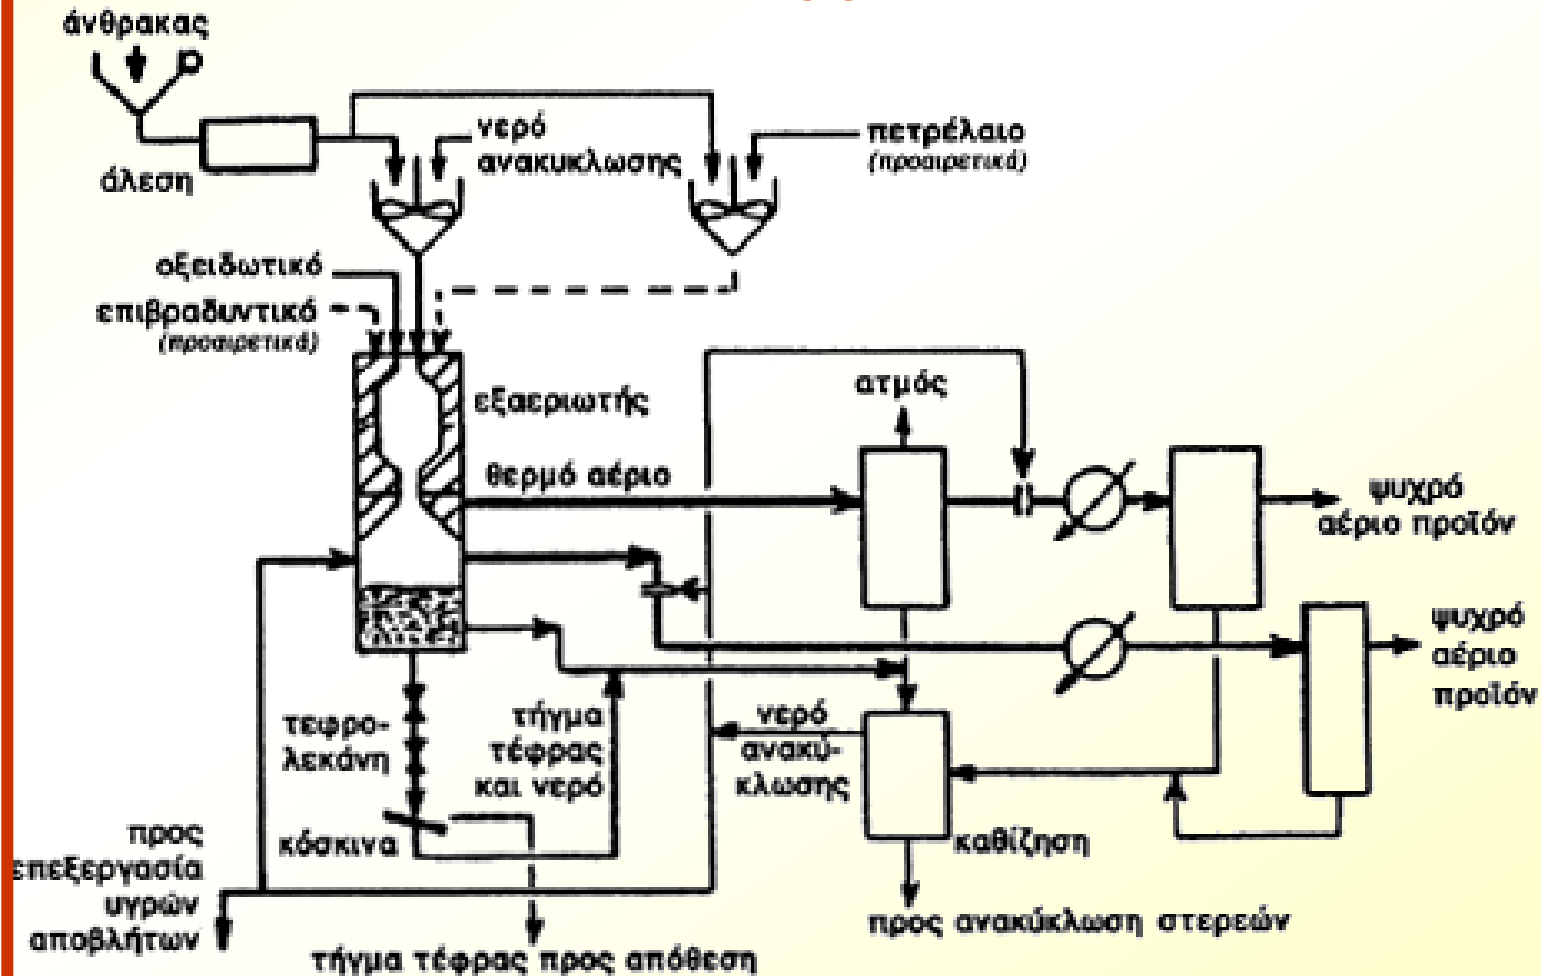 άνθρακας
άλεση
νερό
ανακυκλωσης
πετρέλαιο
(προαιρετικά)
οξειδωτικό
επιβραδυντικό
(προαιρετικά)
εξαεριωτής
θερμό αέριο
ατμός
ψυχρό
αέριο προϊόν
ψυχρό
αέριο
προϊόν
τεφρο-
λεκάνη
τήγμα
τέφρας
και νερό
νερό
ανακύ-
κλωσης
κόσκινα
καθίζηση
προς
επεξεργασία
υγρών
αποβλήτων
προς ανακύκλωση στερεών
τήγμα τέφρας προς απόθεση